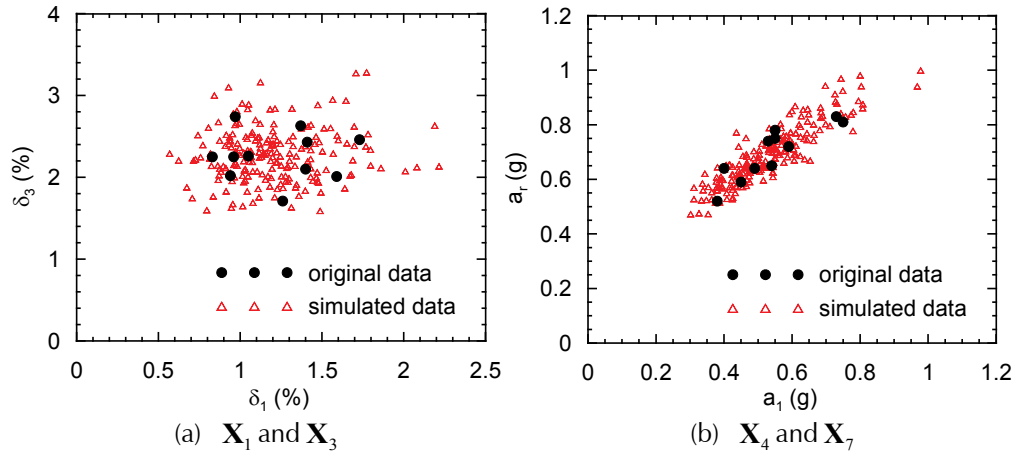 4
3
2
1
0
δ3 (%)
original data
simulated data
0 0.5 1 1.5 2 2.5
δ1 (%)
(a) X1 and X3
1.2
1
0.8
0.6
0.4
0.2
0
ar (g)
original data
simulated data
0 0.2 0.4 0.6 0.8 1 1.2
a1 (g)
(b) X4 and X7